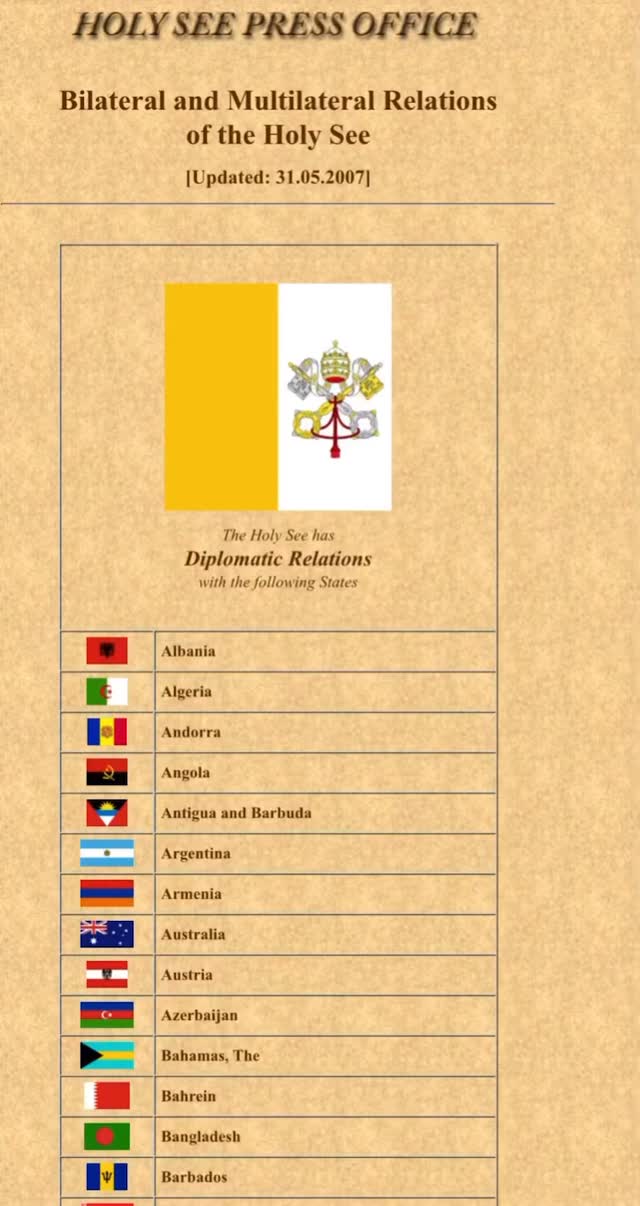 HOLY SEE PRESS OFFICE
Bilateral and Multilateral Relations
of the Holy See
[Updated: 31.05.2007]
The Holy See has
Diplomatic Relations
with the following States
Albania
Algeria
Andorra
Angola
Antigua and Barbuda
Argentina
Armenia
Australia
Austria
Azerbaijan
Bahamas, The
Bahrein
Bangladesh
Barbados